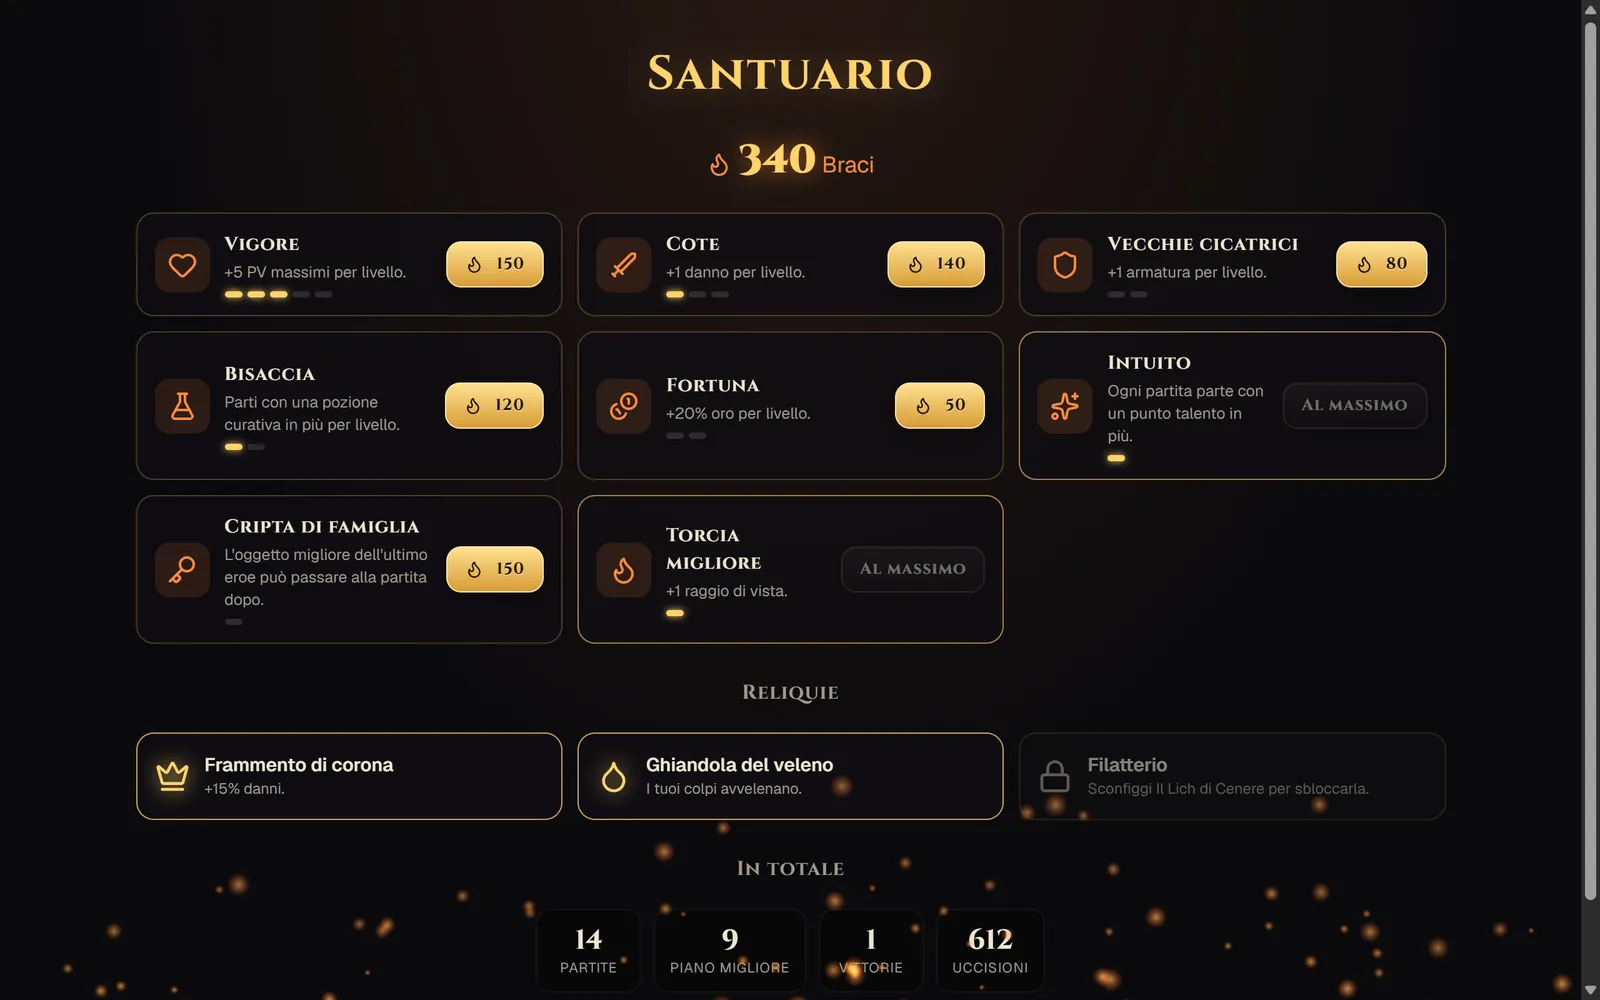 Santuario
340 Braci
Vigore
+5 PV massimi per livello.
150
Cote
+1 danno per livello.
140
Vecchie cicatrici
+1 armatura per livello.
80
Bisaccia
Parti con una pozione
curativa in più per livello.
120
Fortuna
+20% oro per livello.
50
Intuito
Ogni partita parte con
un punto talento in
più.
Al massimo
Cripta di famiglia
L'oggetto migliore dell'ultimo
eroe può passare alla partita
dopo.
150
Torcia
migliore
+1 raggio di vista.
Al massimo
Reliquie
Frammento di corona
+15% danni.
Ghiandola del veleno
I tuoi colpi avvelenano.
Filatterio
Sconfiggi Il Lich di Cenere per sbloccarla.
In totale
14
PARTITE
9
PIANO MIGLIORE
1
VITTORIE
612
UCCISIONI